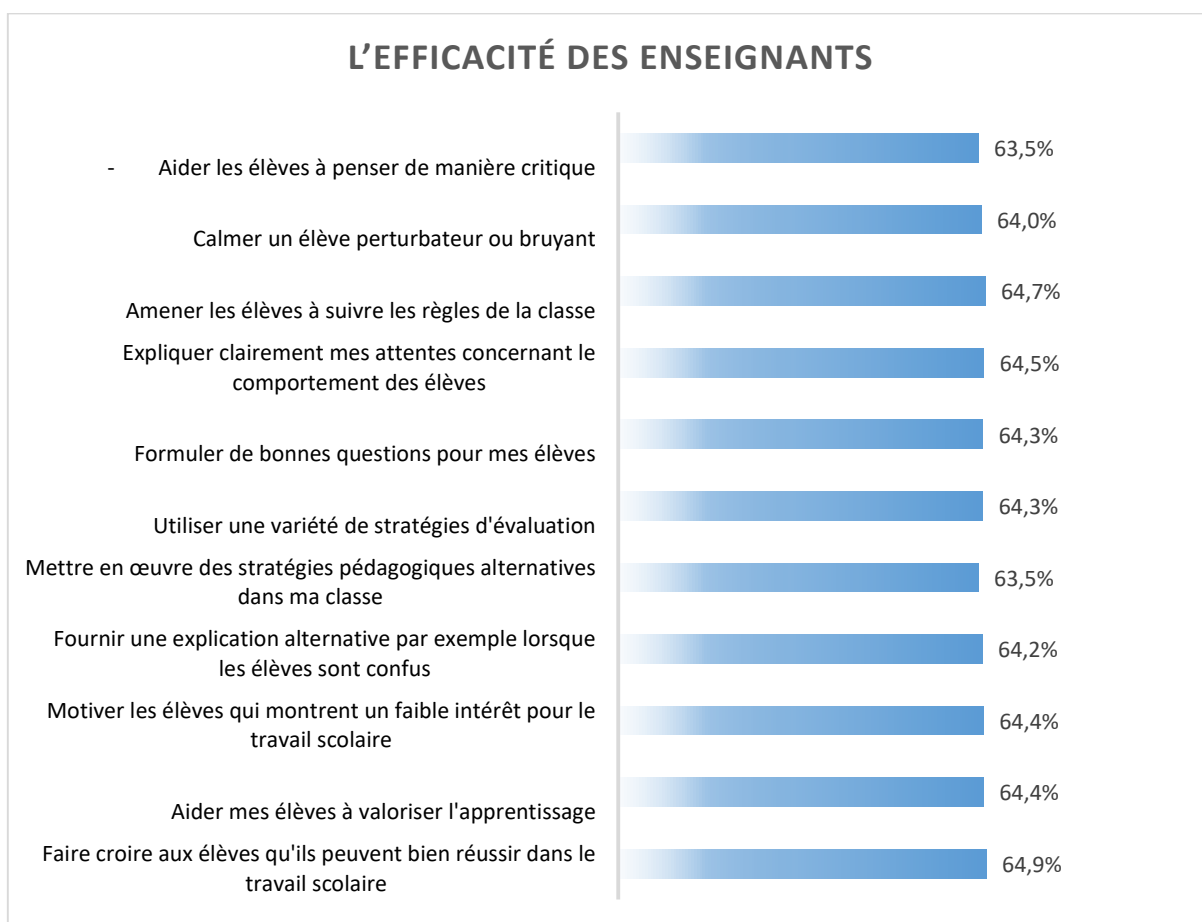 L'EFFICACITÉ DES ENSEIGNANTS
- Aider les élèves à penser de manière critique
63,5%
Calmer un élève perturbateur ou bruyant
64,0%
Amener les élèves à suivre les règles de la classe
64,7%
Expliquer clairement mes attentes concernant le
comportement des élèves
64,5%
Formuler de bonnes questions pour mes élèves
64,3%
Utiliser une variété de stratégies d'évaluation
64,3%
Mettre en œuvre des stratégies pédagogiques alternatives
dans ma classe
63,5%
Fournir une explication alternative par exemple lorsque
les élèves sont confus
64,2%
Motiver les élèves qui montrent un faible intérêt pour le
travail scolaire
64,4%
Aider mes élèves à valoriser l'apprentissage
64,4%
Faire croire aux élèves qu'ils peuvent bien réussir dans le
travail scolaire
64,9%